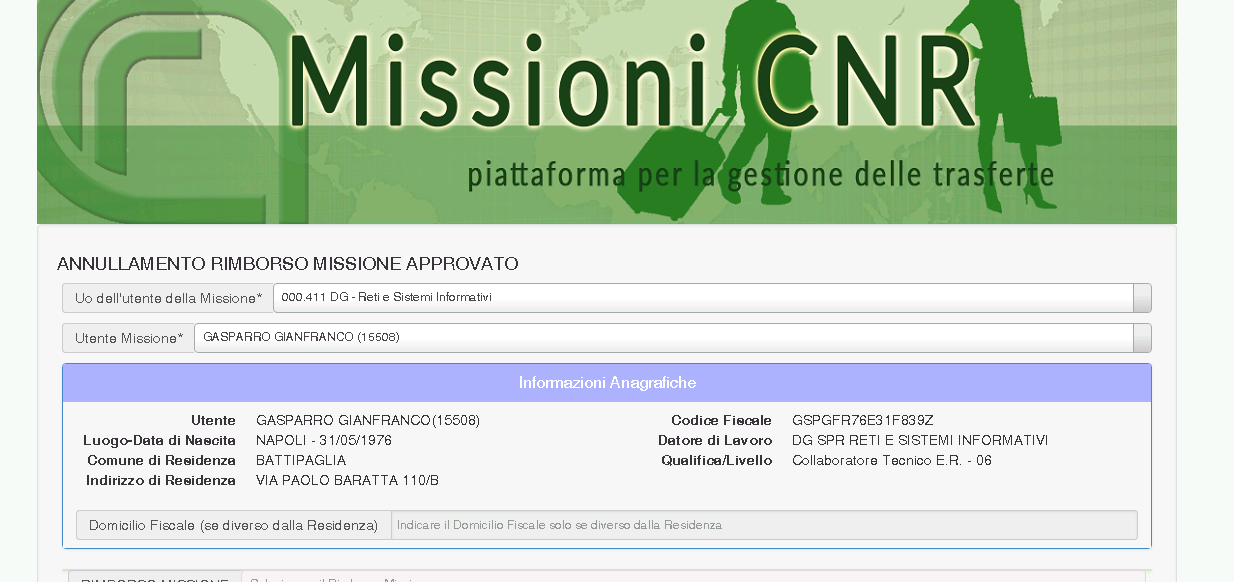 Missioni CNR
piattaforma per la gestione delle trasferte
ANNULLAMENTO RIMBORSO MISSIONE APPROVATO
Uo dell'utente della Missione* 000.411 DG - Reti e Sistemi Informativi
Utente Missione* GASPARRO GIANFRANCO (15508)
Informazioni Anagrafiche
Utente GASPARRO GIANFRANCO(15508) Codice Fiscale GSPGFR76E31F839Z
Luogo-Data di Nascita NAPOLI - 31/05/1976 Datore di Lavoro DG SPR RETI E SISTEMI INFORMATIVI
Comune di Residenza BATTIPAGLIA Qualifica/Livello Collaboratore Tecnico E.R. - 06
Indirizzo di Residenza VIA PAOLO BARATTA 110/B
Domicilio Fiscale (se diverso dalla Residenza) Indicare il Domicilio Fiscale solo se diverso dalla Residenza
RIMBORSO MISSIONE